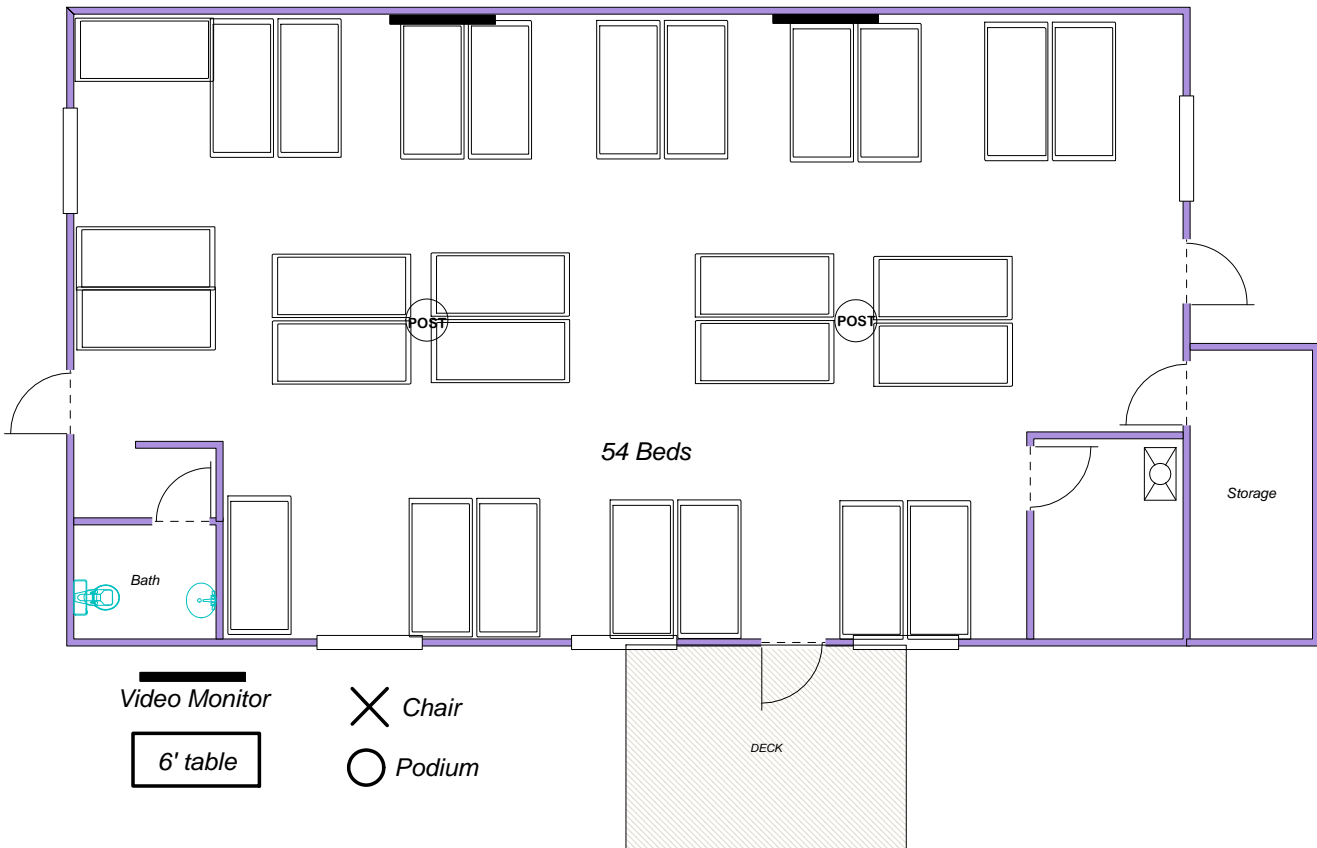 POST
POST
54 Beds
Storage
Bath
Video Monitor
Chair
6' table
Podium
DECK